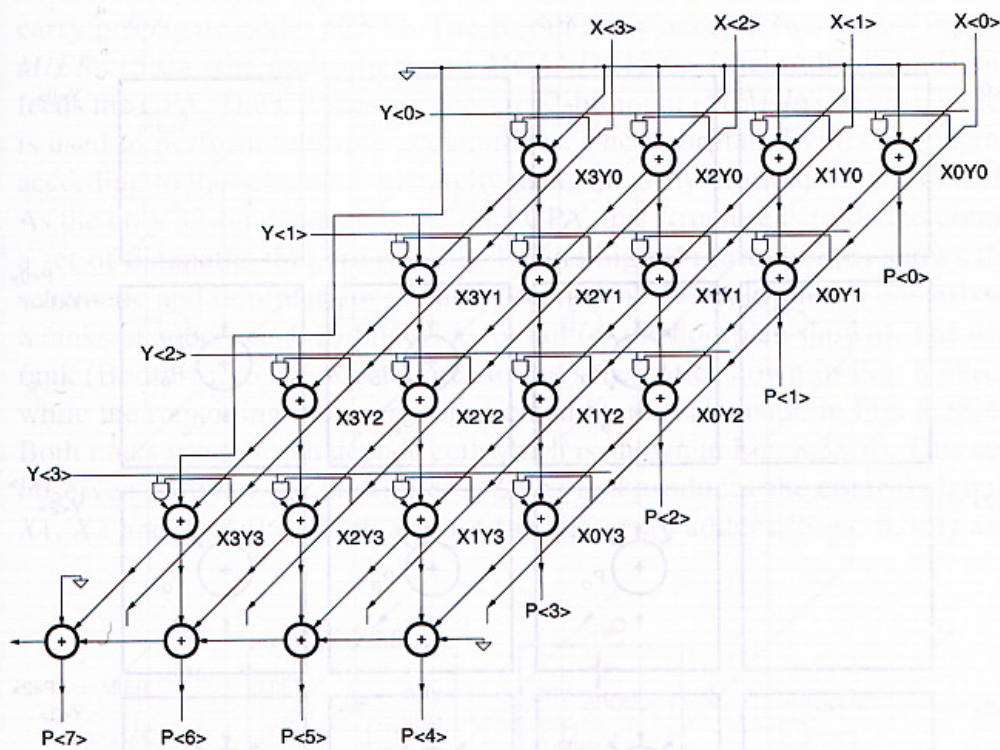 X<3> X<2> X<1> X<0>
Y<0>
X3Y0 X2Y0 X1Y0 X0Y0
Y<1>
P<0>
X3Y1 X2Y1 X1Y1 X0Y1
Y<2>
P<1>
X3Y2 X2Y2 X1Y2 X0Y2
Y<3>
P<2>
X3Y3 X2Y3 X1Y3 X0Y3
P<3>
P<7> P<6> P<5> P<4>